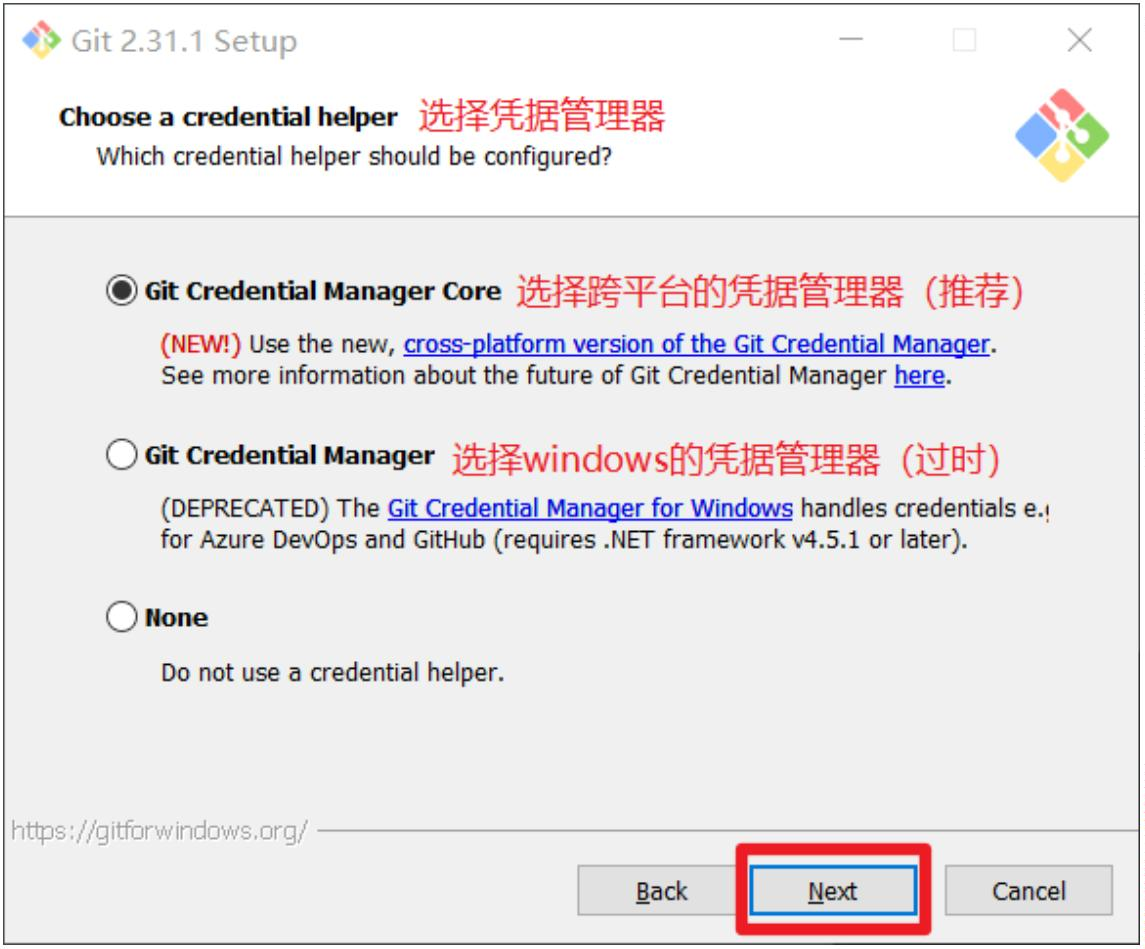 Git 2.31.1 Setup
Choose a credential helper 选择凭据管理器
Which credential helper should be configured?
Git Credential Manager Core 选择跨平台的凭据管理器（推荐）
(NEW!) Use the new, cross-platform version of the Git Credential Manager.
See more information about the future of Git Credential Manager here.
Git Credential Manager 选择windows的凭据管理器（过时）
(DEPRECATED) The Git Credential Manager for Windows handles credentials e.g
for Azure DevOps and GitHub (requires .NET framework v4.5.1 or later).
None
Do not use a credential helper.
https://gitforwindows.org/
Back Next Cancel